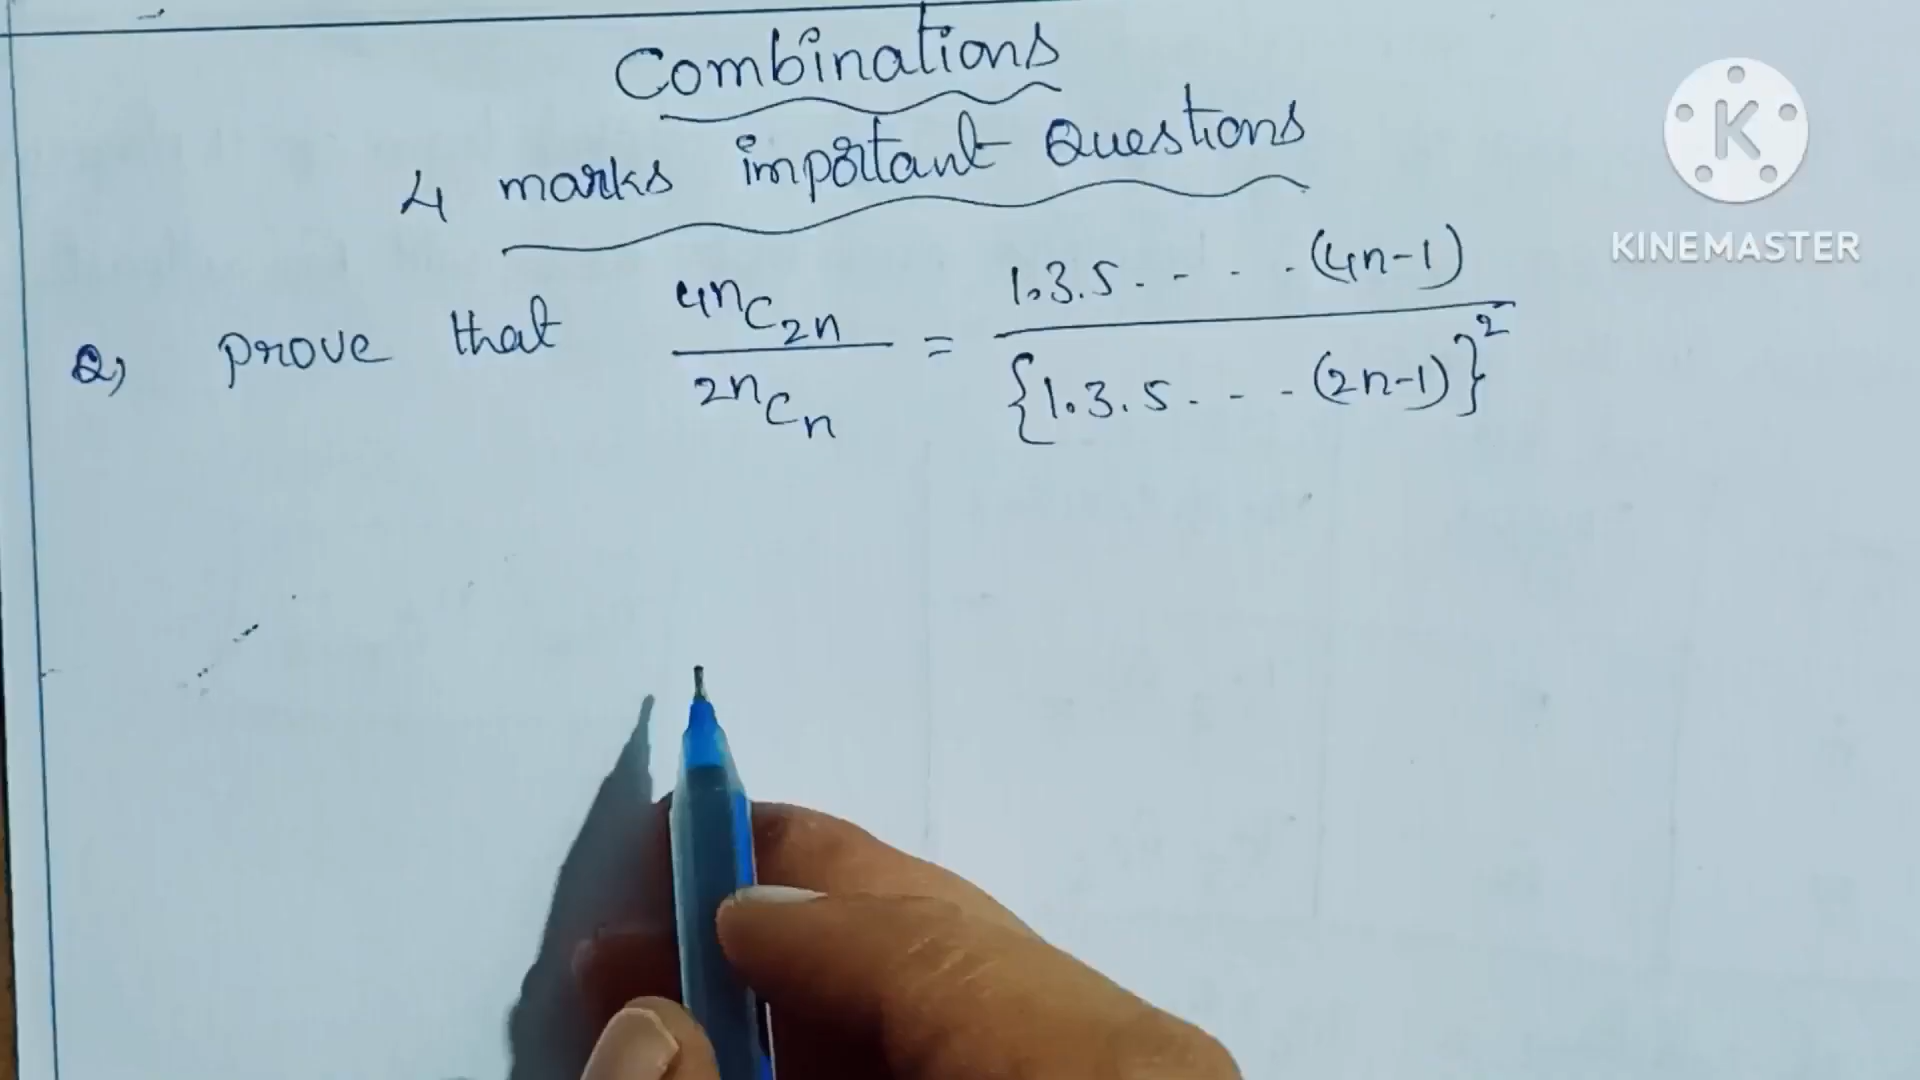 Combinations
4 marks important Questions
K
KINEMASTER
Q) prove that 4nC2n / 2nCn = 1.3.5. - - - .(4n-1) / {1.3.5. - - - (2n-1)}²